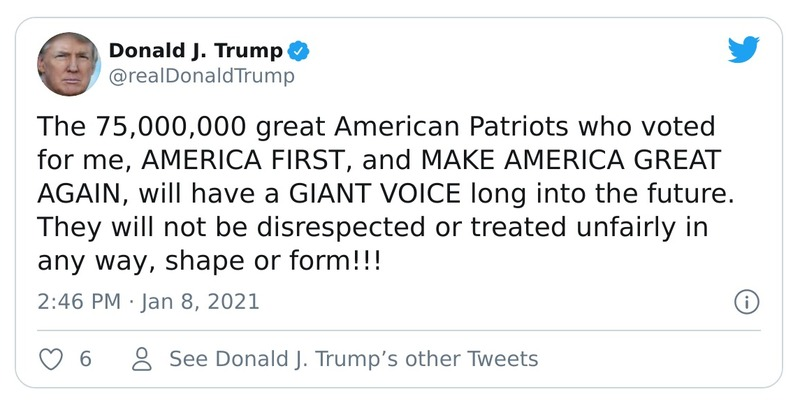 Donald J. Trump
@realDonaldTrump
The 75,000,000 great American Patriots who voted
for me, AMERICA FIRST, and MAKE AMERICA GREAT
AGAIN, will have a GIANT VOICE long into the future.
They will not be disrespected or treated unfairly in
any way, shape or form!!!
2:46 PM · Jan 8, 2021
6 See Donald J. Trump’s other Tweets